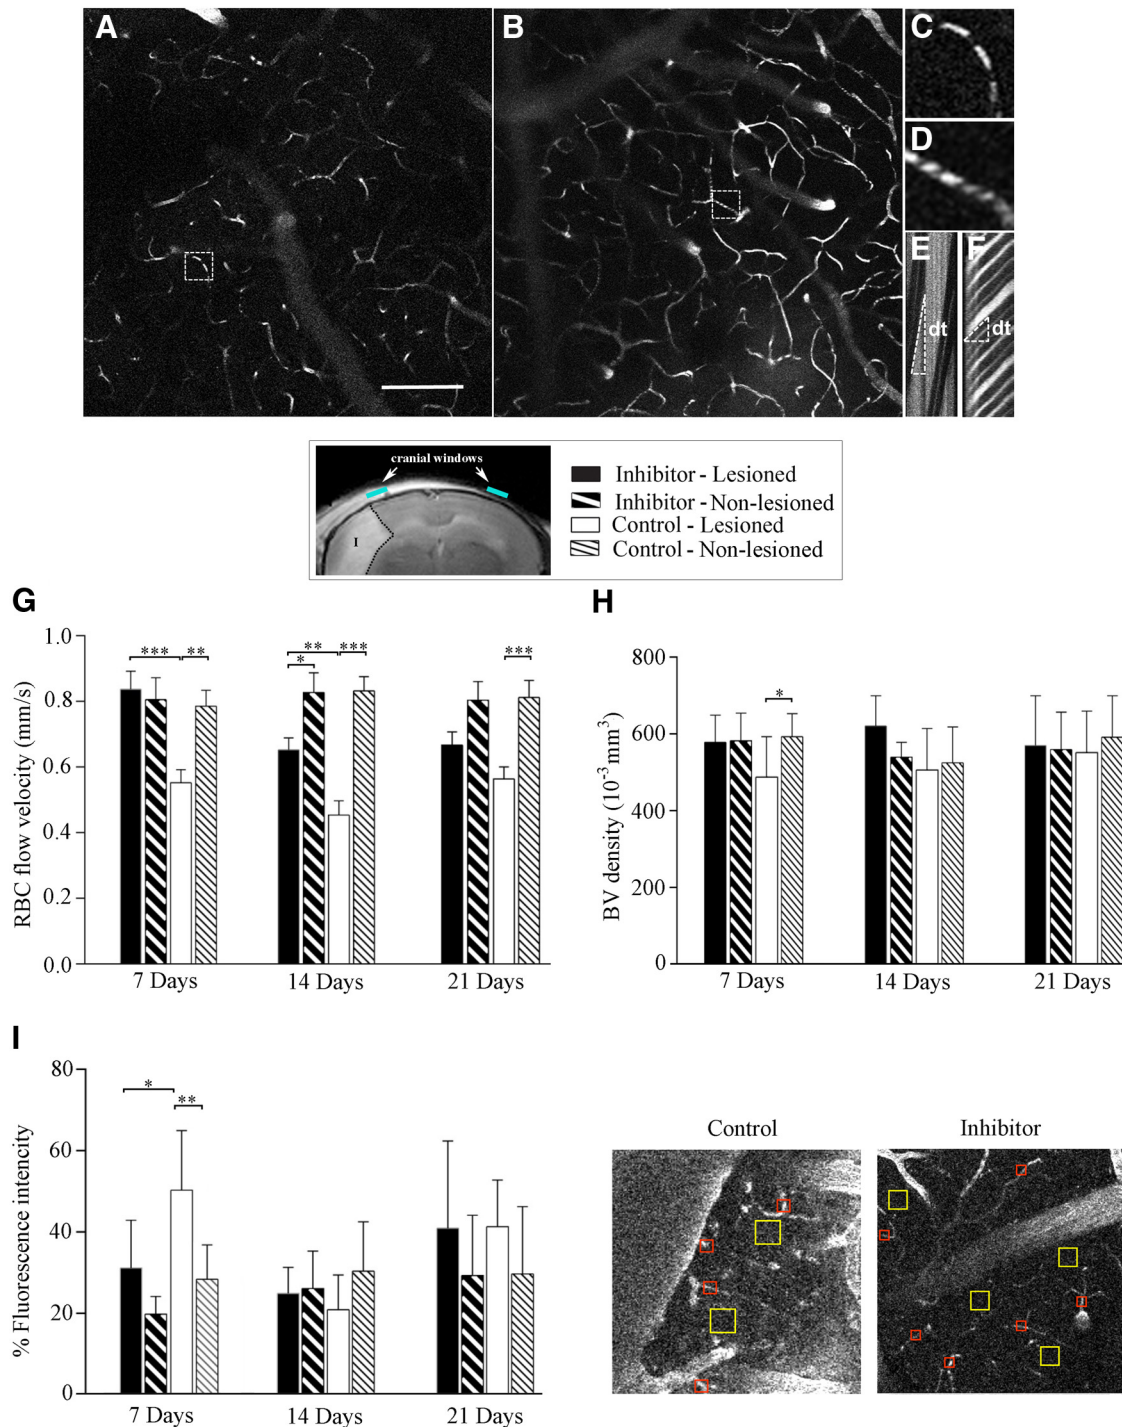 A
B
C
D
E
F
dt
dt
cranial windows
I
Inhibitor - Lesioned
Inhibitor - Non-lesioned
Control - Lesioned
Control - Non-lesioned
G
RBC flow velocity (mm/s)
1.0
0.8
0.6
0.4
0.2
0.0
*** **
** ***
*
***
7 Days
14 Days
21 Days
H
BV density (10-3 mm3)
800
600
400
200
0
*
7 Days
14 Days
21 Days
I
% Fluorescence intencity
80
60
40
20
0
*
**
7 Days
14 Days
21 Days
Control
Inhibitor